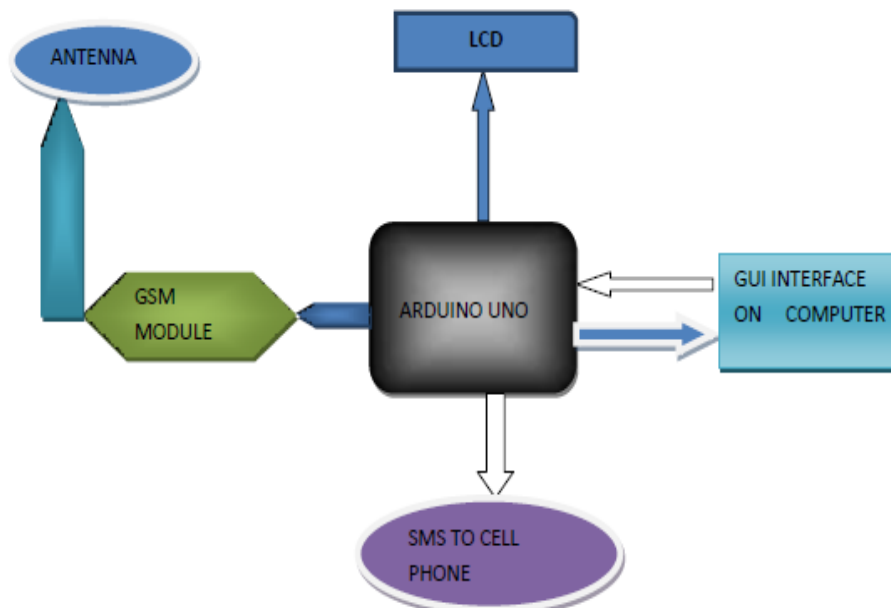 ANTENNA
LCD
GSM
MODULE
ARDUINO UNO
GUI INTERFACE
ON COMPUTER
SMS TO CELL
PHONE